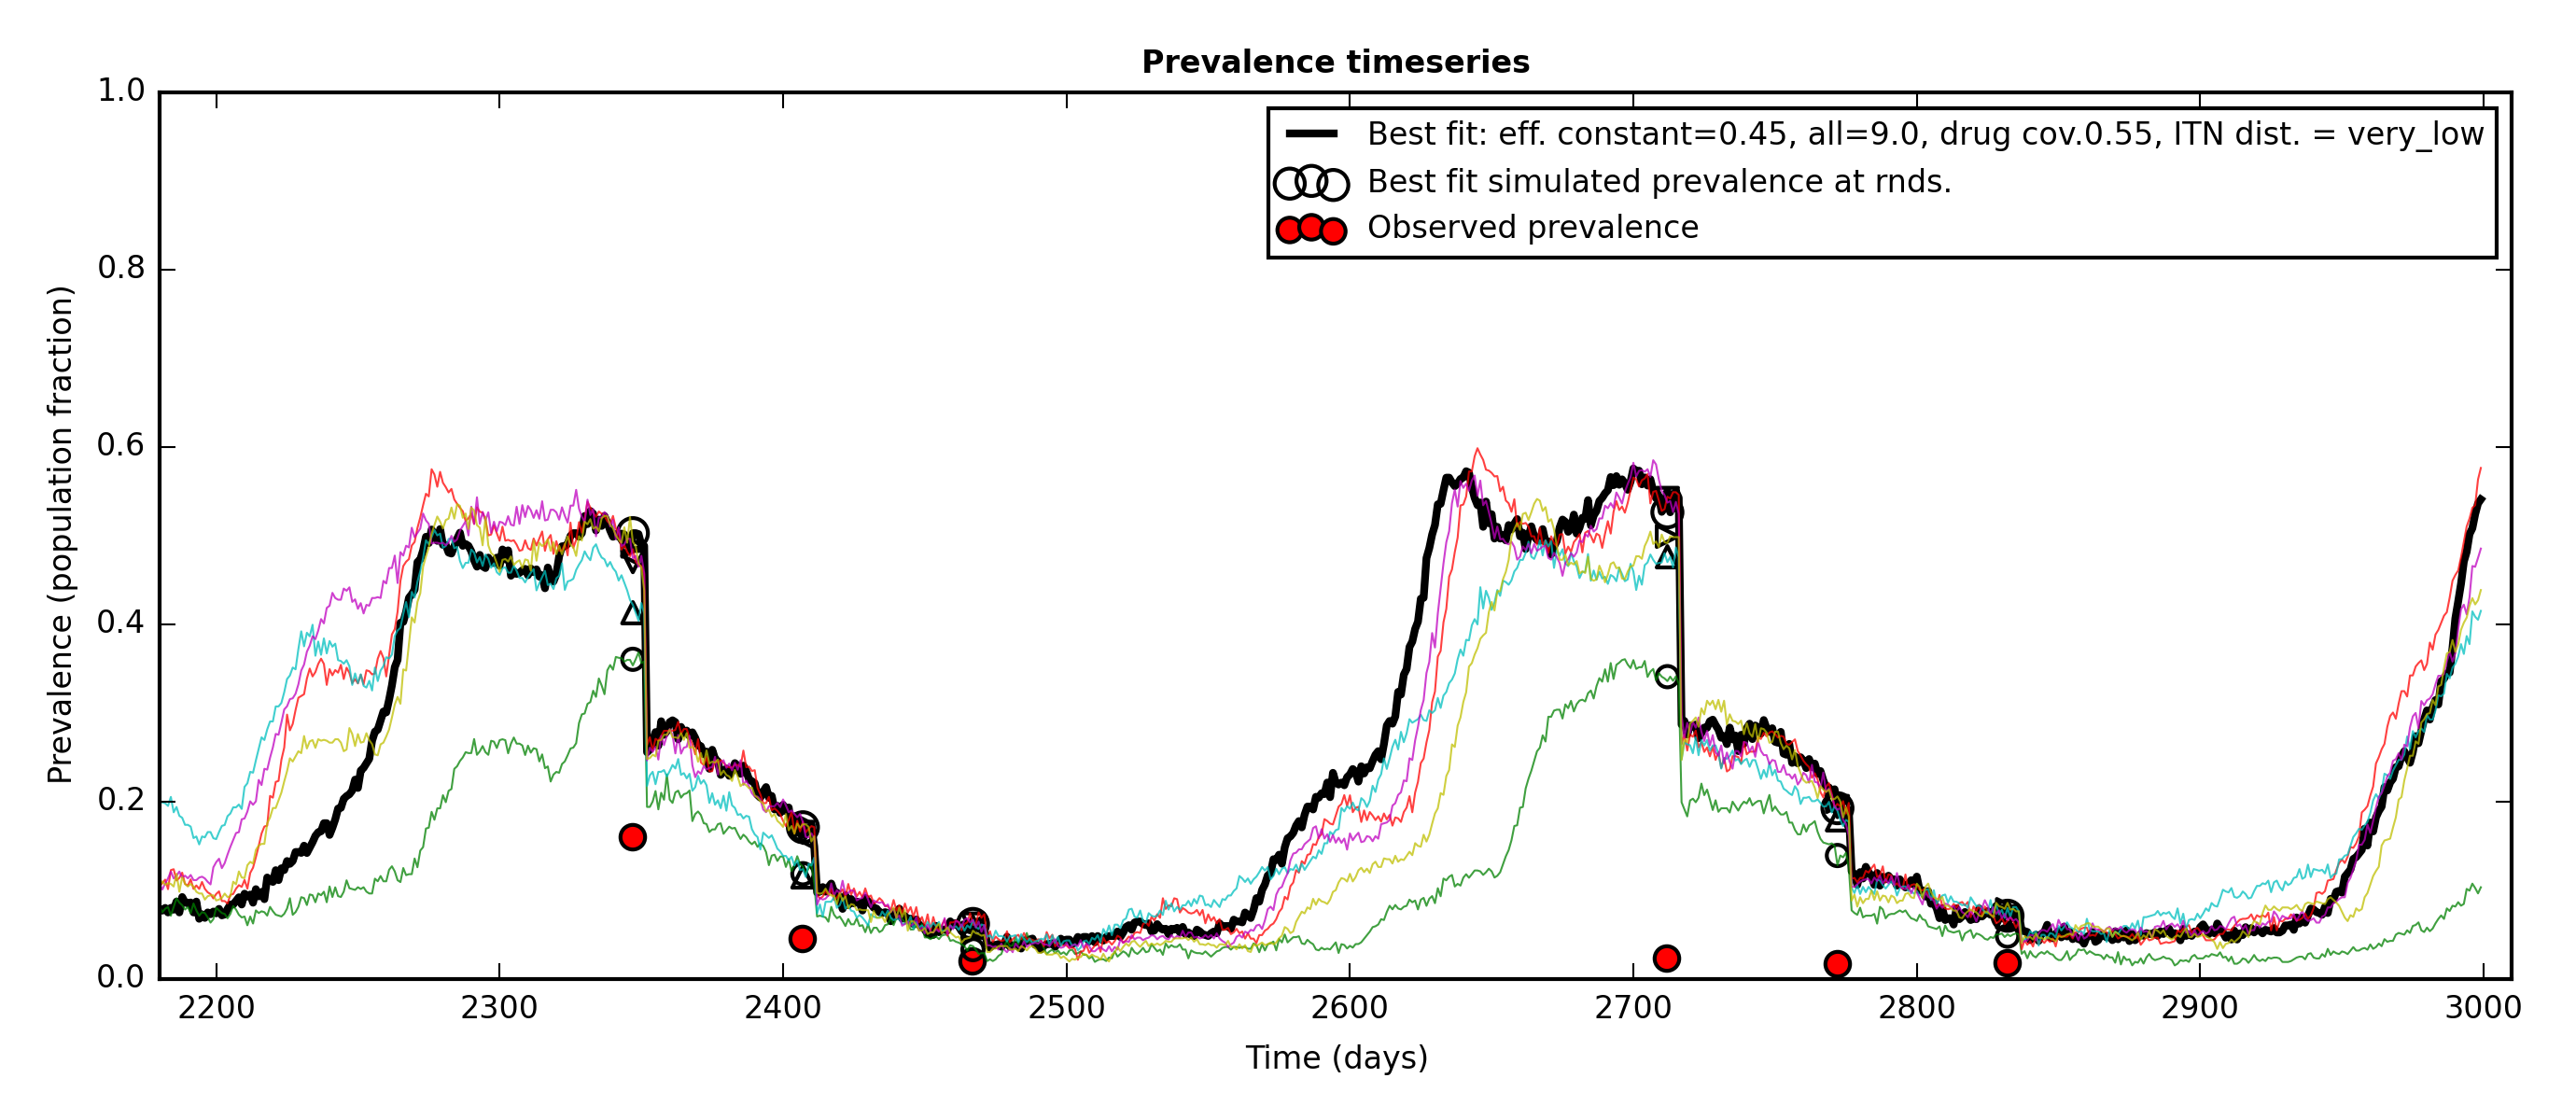 Prevalence timeseries
Best fit: eff. constant=0.45, all=9.0, drug cov.0.55, ITN dist. = very_low
Best fit simulated prevalence at rnds.
Observed prevalence
Prevalence (population fraction)
1.0
0.8
0.6
0.4
0.2
0.0
2200 2300 2400 2500 2600 2700 2800 2900 3000
Time (days)